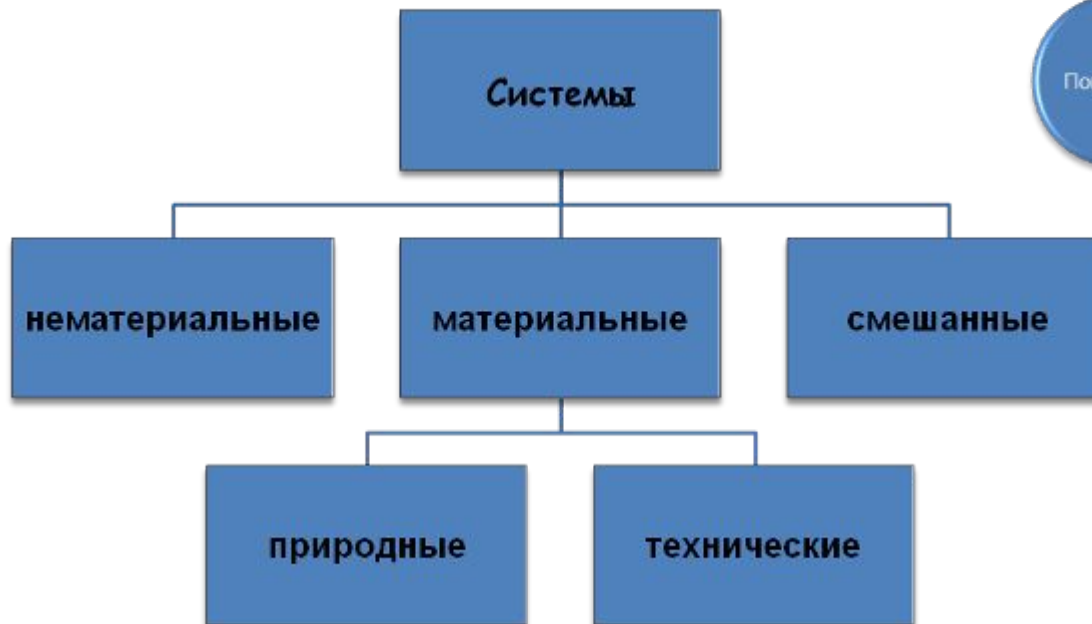 Системы
нематериальные
материальные
смешанные
природные
технические